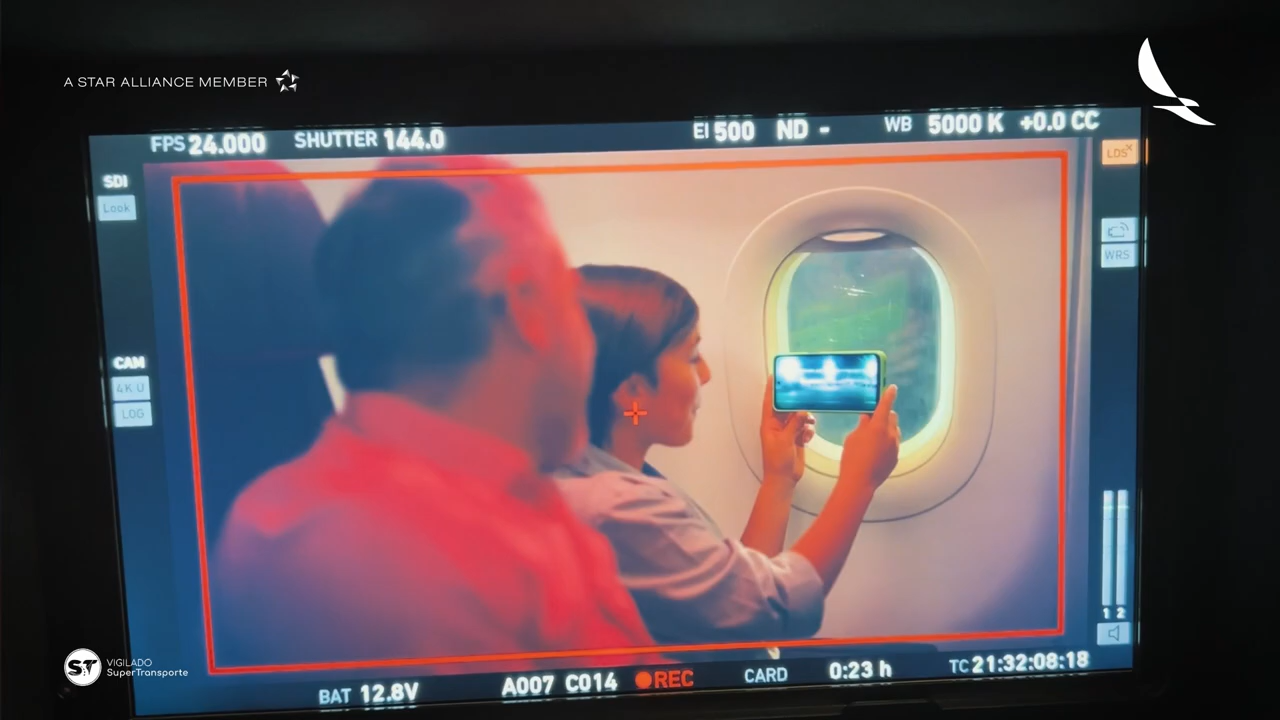 A STAR ALLIANCE MEMBER
FPS 24.000 SHUTTER 144.0 EI 500 ND - WB 5000 K +0.0 CC
SDI
Look
LDS
WRS
CAM
4K U
LOG
1 2
ST VIGILADO
SuperTransporte
BAT 12.8V A007 C014 REC CARD 0:23 h TC 21:32:08:18